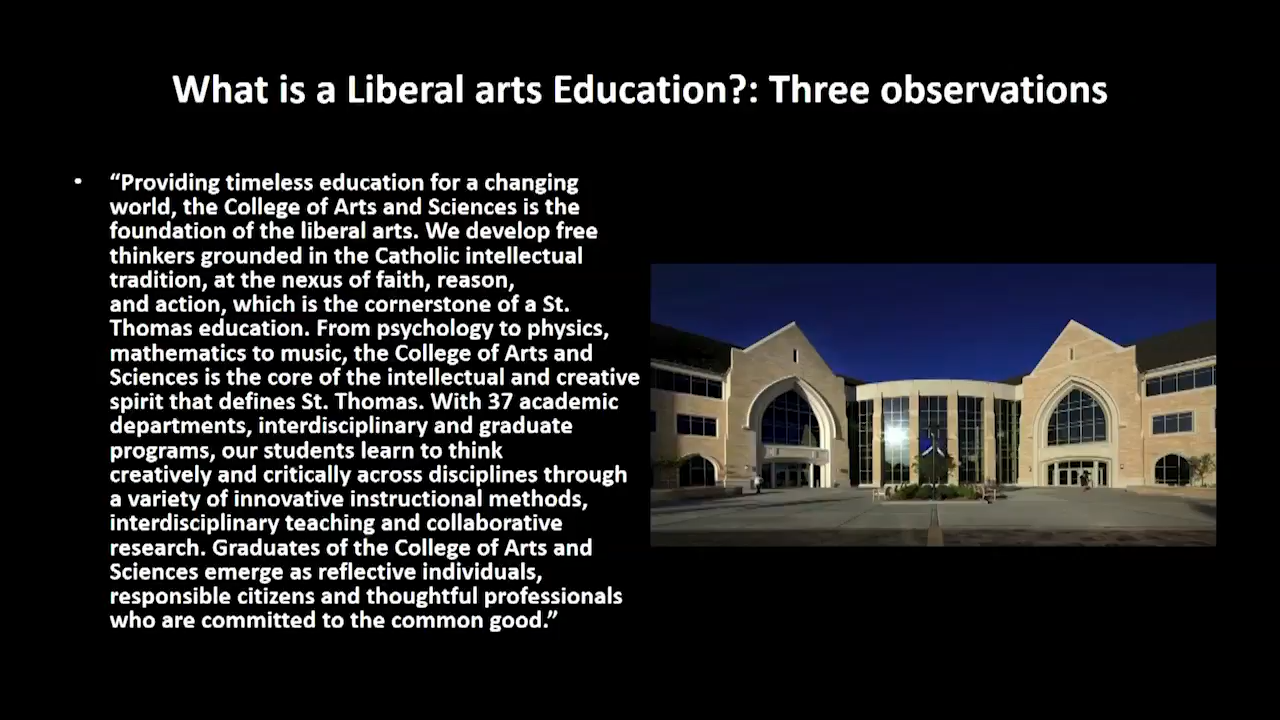 What is a Liberal arts Education?: Three observations
• “Providing timeless education for a changing
world, the College of Arts and Sciences is the
foundation of the liberal arts. We develop free
thinkers grounded in the Catholic intellectual
tradition, at the nexus of faith, reason,
and action, which is the cornerstone of a St.
Thomas education. From psychology to physics,
mathematics to music, the College of Arts and
Sciences is the core of the intellectual and creative
spirit that defines St. Thomas. With 37 academic
departments, interdisciplinary and graduate
programs, our students learn to think
creatively and critically across disciplines through
a variety of innovative instructional methods,
interdisciplinary teaching and collaborative
research. Graduates of the College of Arts and
Sciences emerge as reflective individuals,
responsible citizens and thoughtful professionals
who are committed to the common good.”